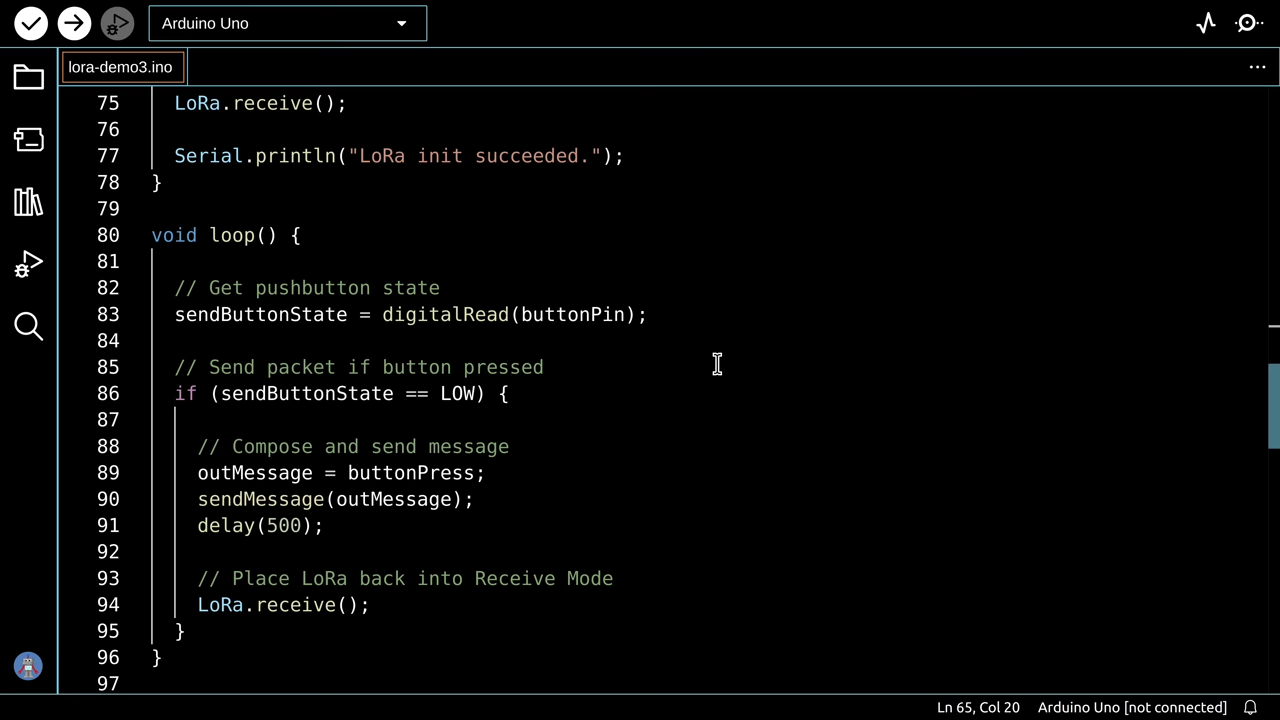 Arduino Uno
lora-demo3.ino
75 LoRa.receive();
76
77 Serial.println("LoRa init succeeded.");
78 }
79
80 void loop() {
81
82 // Get pushbutton state
83 sendButtonState = digitalRead(buttonPin);
84
85 // Send packet if button pressed
86 if (sendButtonState == LOW) {
87
88 // Compose and send message
89 outMessage = buttonPress;
90 sendMessage(outMessage);
91 delay(500);
92
93 // Place LoRa back into Receive Mode
94 LoRa.receive();
95 }
96 }
97
Ln 65, Col 20 Arduino Uno [not connected]